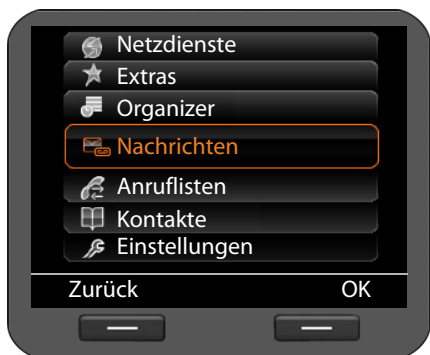 Netzdienste
Extras
Organizer
Nachrichten
Anruflisten
Kontakte
Einstellungen
Zurück OK